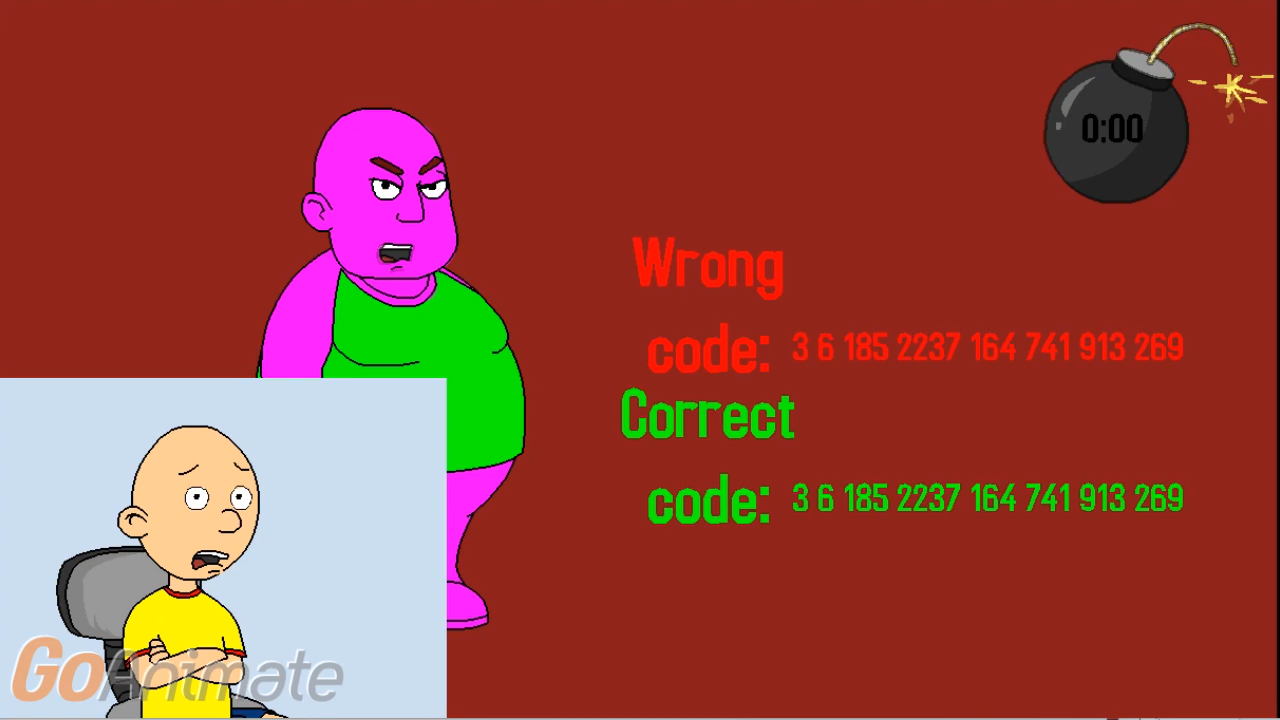 0:00
Wrong
code: 3 6 185 2237 164 741 913 269
Correct
code: 3 6 185 2237 164 741 913 269
GoAnimate